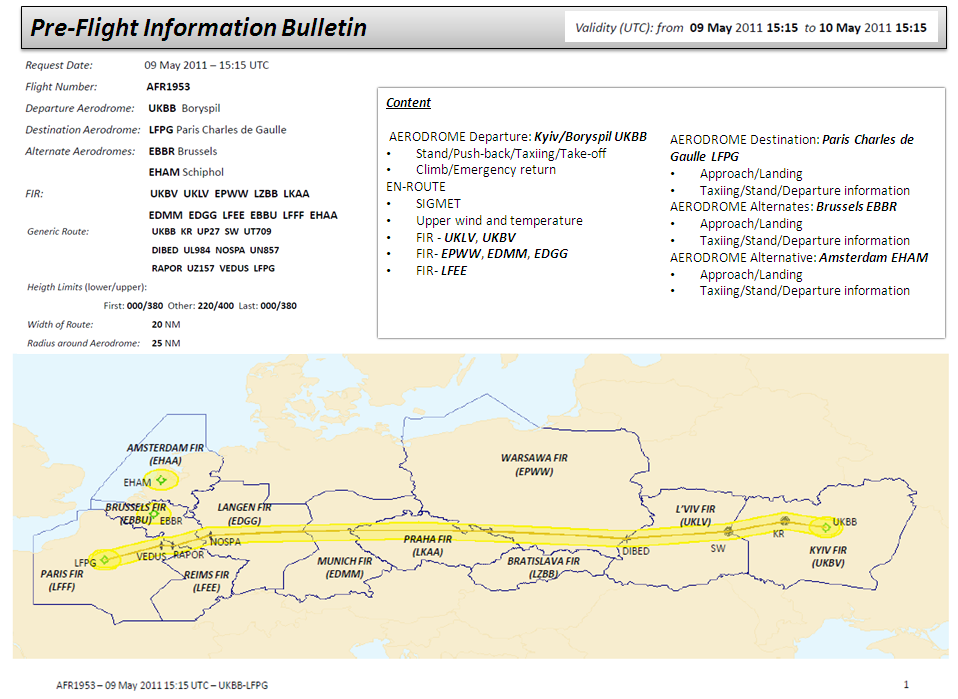 Pre-Flight Information Bulletin
Validity (UTC): from 09 May 2011 15:15 to 10 May 2011 15:15
Request Date: 09 May 2011 – 15:15 UTC
Flight Number: AFR1953
Departure Aerodrome: UKBB Boryspil
Destination Aerodrome: LFPG Paris Charles de Gaulle
Alternate Aerodromes: EBBR Brussels
EHAM Schiphol
FIR: UKBV UKLV EPWW LZBB LKAA
EDMM EDGG LFEE EBBU LFFF EHAA
Generic Route: UKBB KR UP27 SW UT709
DIBED UL984 NOSPA UN857
RAPOR UZ157 VEDUS LFPG
Heigth Limits (lower/upper):
First: 000/380 Other: 220/400 Last: 000/380
Width of Route: 20 NM
Radius around Aerodrome: 25 NM
Content
AERODROME Departure: Kyiv/Boryspil UKBB
• Stand/Push-back/Taxiing/Take-off
• Climb/Emergency return
EN-ROUTE
• SIGMET
• Upper wind and temperature
• FIR - UKLV, UKBV
• FIR- EPWW, EDMM, EDGG
• FIR- LFEE
AERODROME Destination: Paris Charles de
Gaulle LFPG
• Approach/Landing
• Taxiing/Stand/Departure information
AERODROME Alternates: Brussels EBBR
• Approach/Landing
• Taxiing/Stand/Departure information
AERODROME Alternative: Amsterdam EHAM
• Approach/Landing
• Taxiing/Stand/Departure information
AMSTERDAM FIR
(EHAA)
EHAM
BRUSSELS FIR
(EBBU)
EBBR
LANGEN FIR
(EDGG)
WARSAWA FIR
(EPWW)
L'VIV FIR
(UKLV)
UKBB
KR
SW
DIBED
KYIV FIR
(UKBV)
PRAHA FIR
(LKAA)
BRATISLAVA FIR
(LZBB)
MUNICH FIR
(EDMM)
NOSPA
RAPOR
VEDUS
LFPG
REIMS FIR
(LFEE)
PARIS FIR
(LFFF)
AFR1953 – 09 May 2011 15:15 UTC – UKBB-LFPG
1